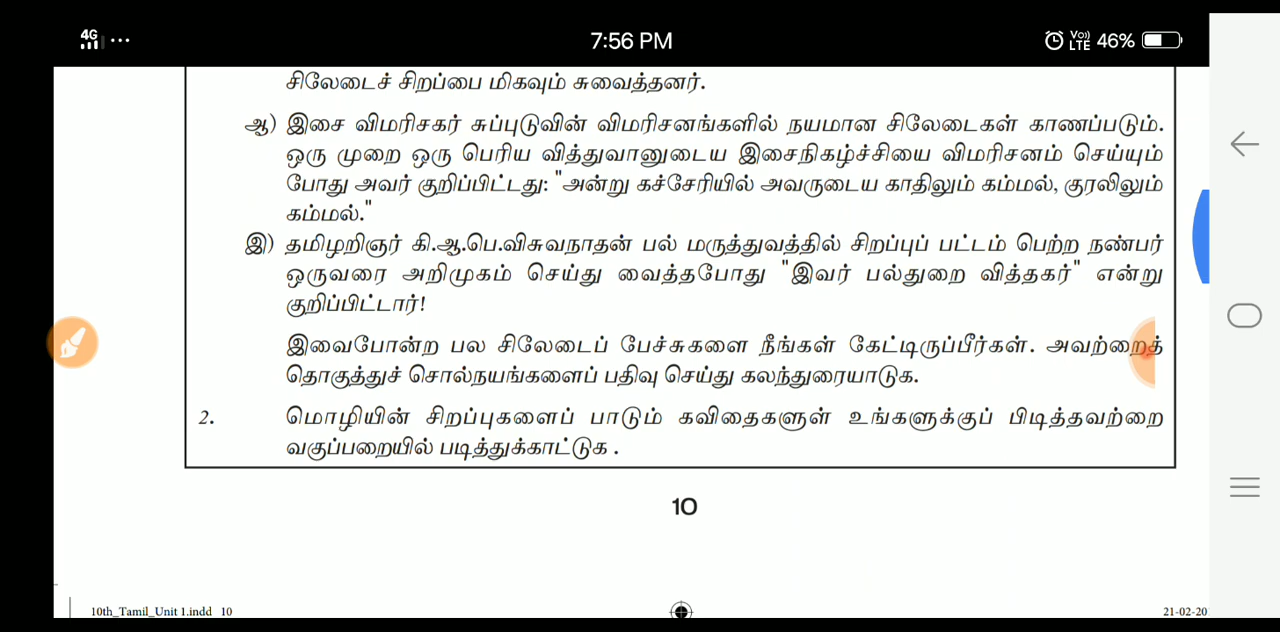 4G ...
7:56 PM
Vo)) LTE 46%
சிலேடைச் சிறப்பை மிகவும் சுவைத்தனர்.
ஆ) இசை விமரிசகர் சுப்புடுவின் விமரிசனங்களில் நயமான சிலேடைகள் காணப்படும்.
ஒரு முறை ஒரு பெரிய வித்துவானுடைய இசைநிகழ்ச்சியை விமரிசனம் செய்யும்
போது அவர் குறிப்பிட்டது: "அன்று கச்சேரியில் அவருடைய காதிலும் கம்மல், குரலிலும்
கம்மல்."
இ) தமிழறிஞர் கி.ஆ.பெ.விசுவநாதன் பல் மருத்துவத்தில் சிறப்புப் பட்டம் பெற்ற நண்பர்
ஒருவரை அறிமுகம் செய்து வைத்தபோது "இவர் பல்துறை வித்தகர்" என்று
குறிப்பிட்டார்!
இவைபோன்ற பல சிலேடைப் பேச்சுகளை நீங்கள் கேட்டிருப்பீர்கள். அவற்றைத்
தொகுத்துச் சொல்நயங்களைப் பதிவு செய்து கலந்துரையாடுக.
2. மொழியின் சிறப்புகளைப் பாடும் கவிதைகளுள் உங்களுக்குப் பிடித்தவற்றை
வகுப்பறையில் படித்துக்காட்டுக .
10
10th_Tamil_Unit 1.indd 10
21-02-20